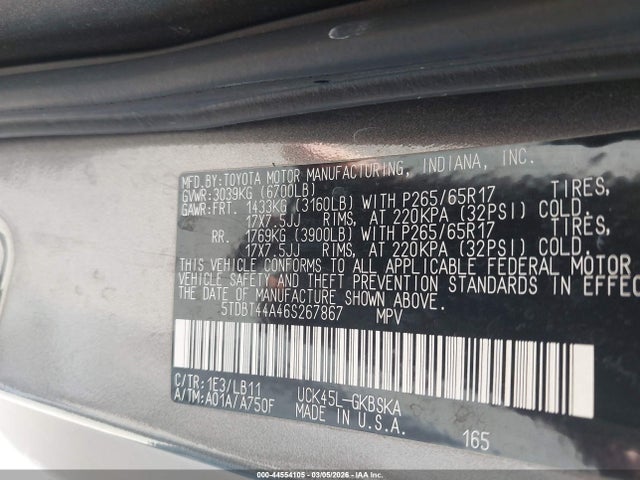 MFD.BY:TOYOTA MOTOR MANUFACTURING, INDIANA, INC.
GVWR:3039KG (6700LB)
GAWR:FRT. 1433KG (3160LB) WITH P265/65R17 TIRES,
17X7.5JJ RIMS, AT 220KPA (32PSI) COLD.
RR. 1769KG (3900LB) WITH P265/65R17 TIRES,
17X7.5JJ RIMS, AT 220KPA (32PSI) COLD.
THIS VEHICLE CONFORMS TO ALL APPLICABLE FEDERAL MOTOR
VEHICLE SAFETY AND THEFT PREVENTION STANDARDS IN EFFEC
THE DATE OF MANUFACTURE SHOWN ABOVE.
5TDBT44A46S267867 MPV
C/TR:1E3/LB11 UCK45L-GKBSKA
A/TM:A01A/A750F MADE IN U.S.A. 165
000-44554105 - 03/05/2026 - IAAI.COM